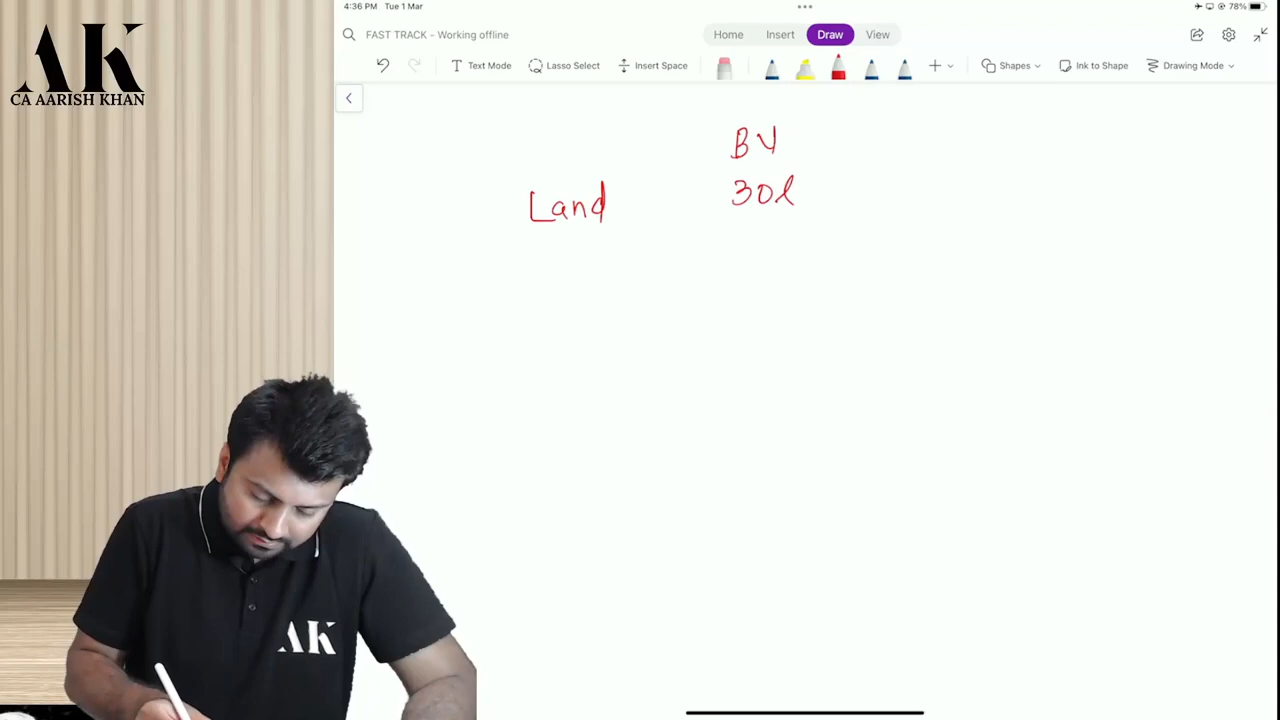 4:36 PM Tue 1 Mar
78%
FAST TRACK – Working offline
Home Insert Draw View
Text Mode Lasso Select Insert Space Shapes Ink to Shape Drawing Mode
AK
CA AARISH KHAN
BV
Land 30l
AK